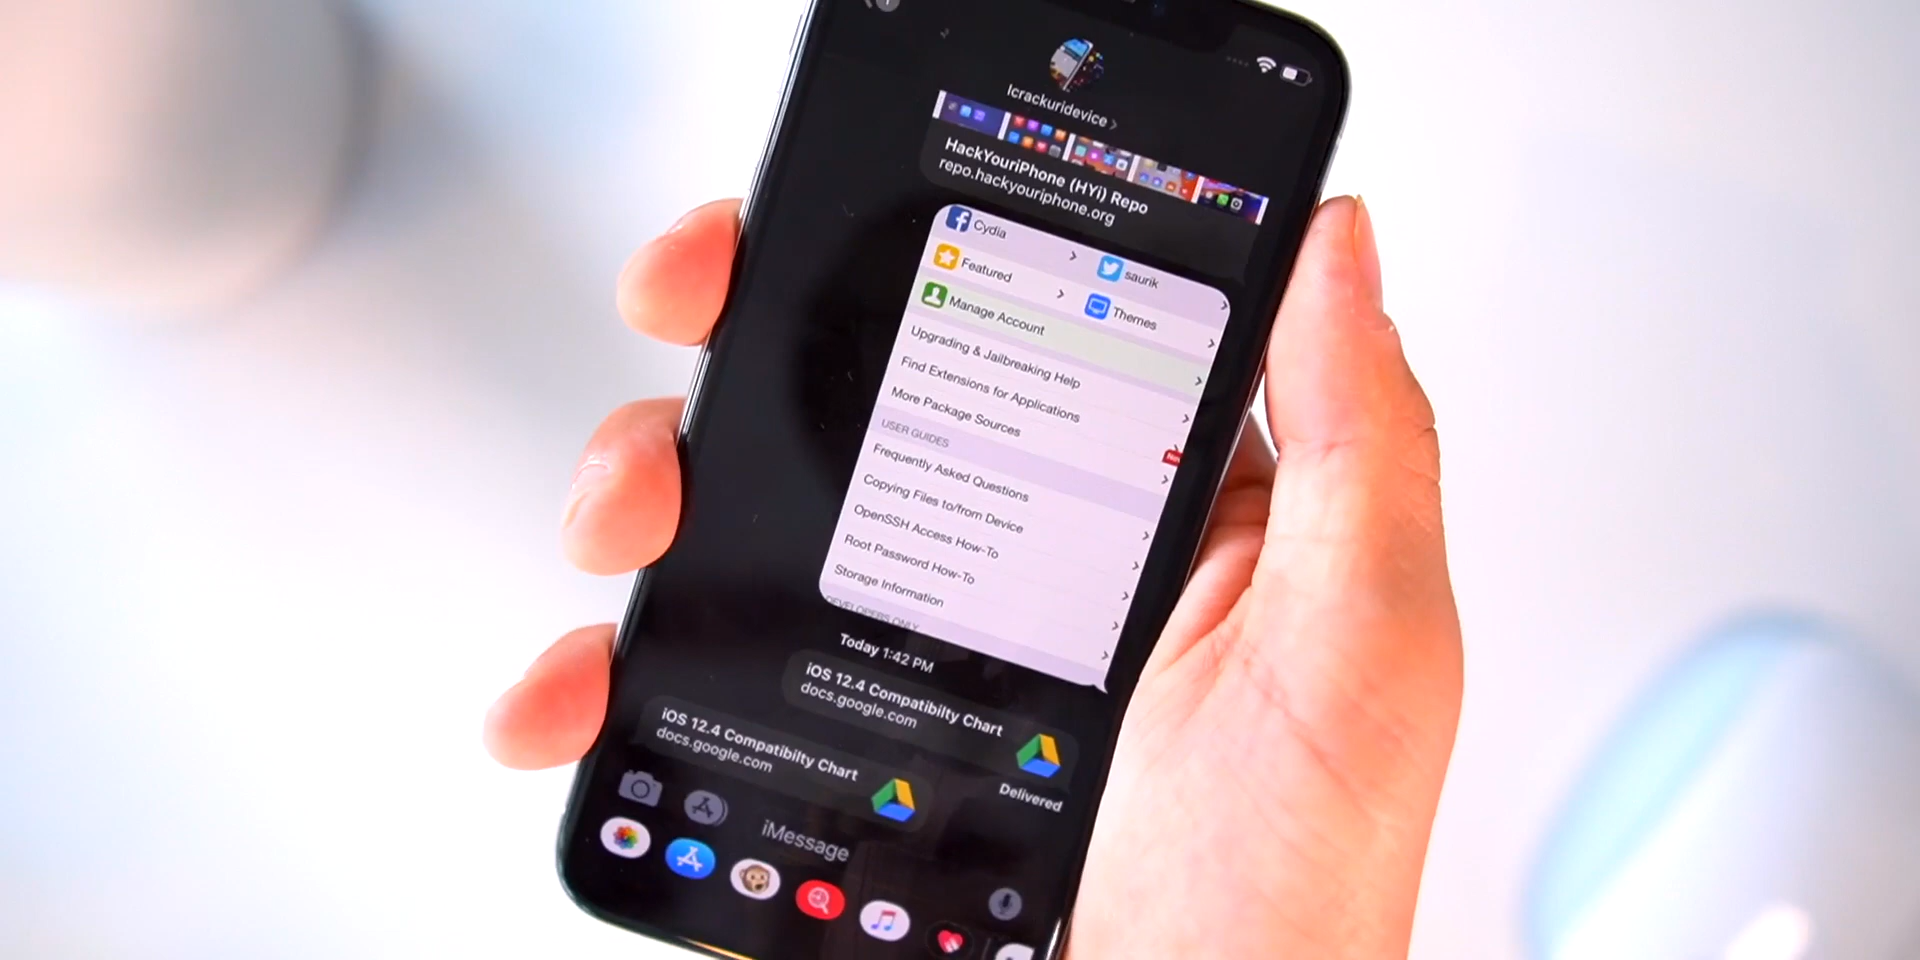 Icrackuridevice >
HackYouriPhone (HYi) Repo
repo.hackyouriphone.org
Cydia
saurik
Featured
Themes
Manage Account
Upgrading & Jailbreaking Help
Find Extensions for Applications
More Package Sources
New
USER GUIDES
Frequently Asked Questions
Copying Files to/from Device
OpenSSH Access How-To
Root Password How-To
Storage Information
DEVELOPERS ONLY
Today 1:42 PM
iOS 12.4 Compatibilty Chart
docs.google.com
Delivered
iOS 12.4 Compatibilty Chart
docs.google.com
iMessage